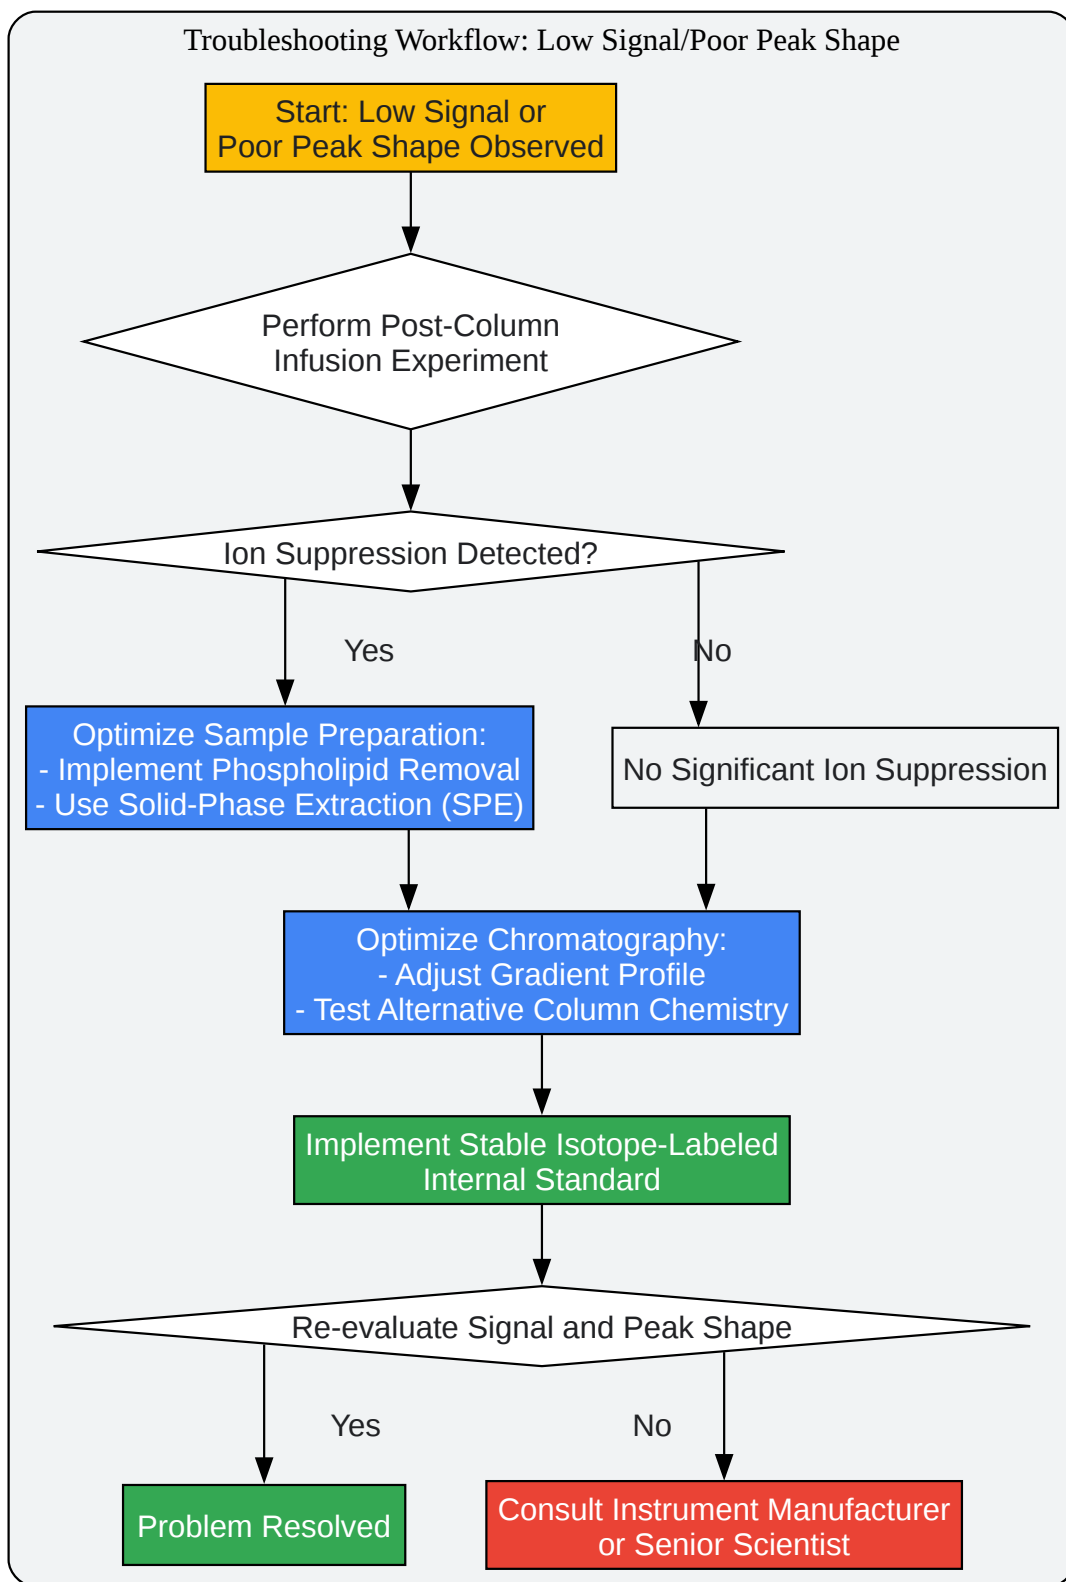 Troubleshooting Workflow: Low Signal/Poor Peak Shape
Start: Low Signal or
Poor Peak Shape Observed
Perform Post-Column
Infusion Experiment
Ion Suppression Detected?
Yes
No
Optimize Sample Preparation:
- Implement Phospholipid Removal
- Use Solid-Phase Extraction (SPE)
No Significant Ion Suppression
Optimize Chromatography:
- Adjust Gradient Profile
- Test Alternative Column Chemistry
Implement Stable Isotope-Labeled
Internal Standard
Re-evaluate Signal and Peak Shape
Yes
No
Problem Resolved
Consult Instrument Manufacturer
or Senior Scientist